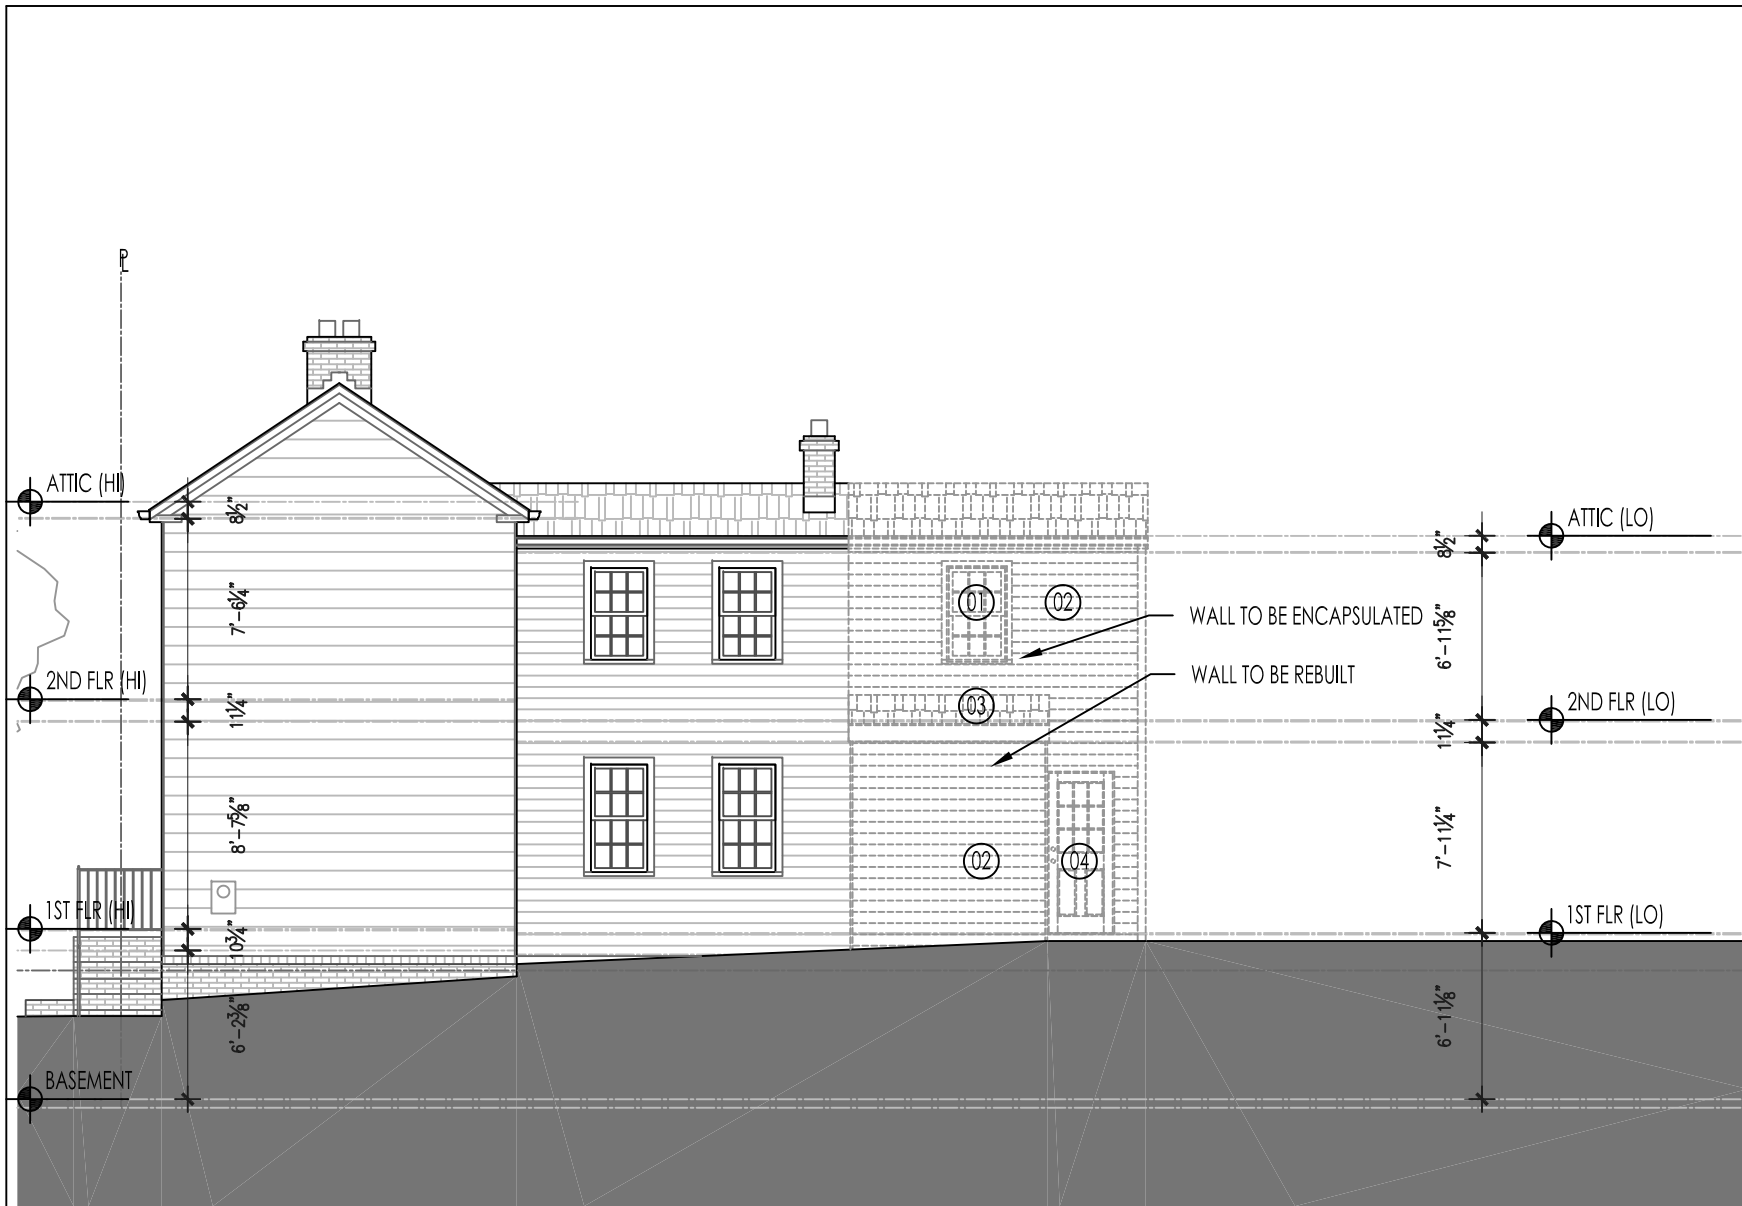 PL
ATTIC (HI)
8½"
7'-6¼"
2ND FLR (HI)
11¼"
8'-7⅝"
1ST FLR (HI)
10¾"
6'-2⅜"
BASEMENT
01
02
03
02
04
WALL TO BE ENCAPSULATED
WALL TO BE REBUILT
ATTIC (LO)
8½"
6'-11⅝"
2ND FLR (LO)
11¼"
7'-11¼"
1ST FLR (LO)
6'-11⅛"